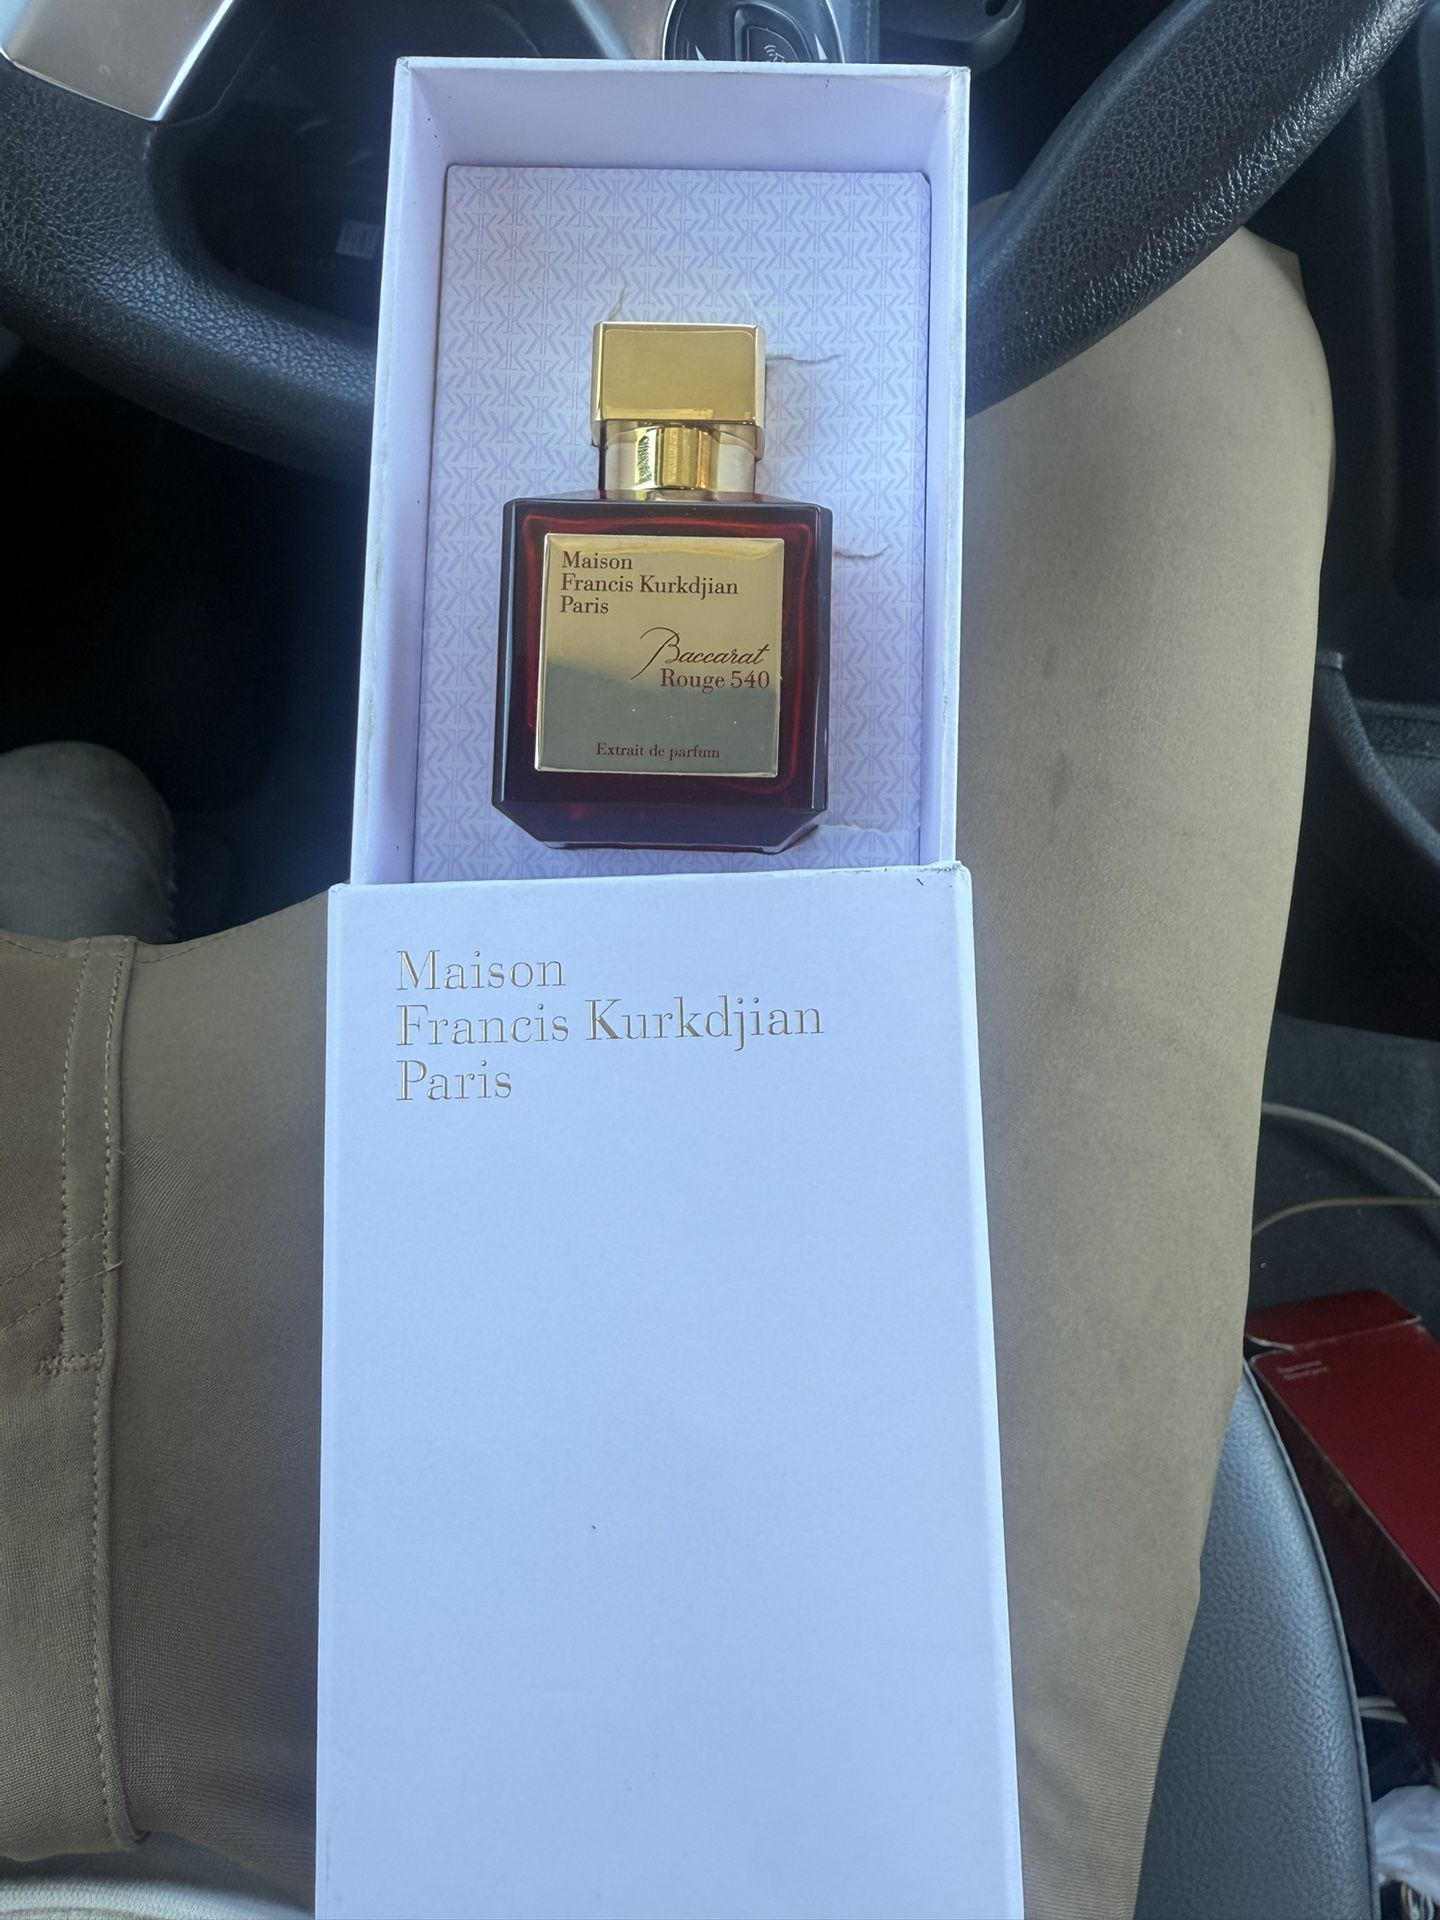 Maison
Francis Kurkdjian
Paris
Baccarat
Rouge 540
Extrait de parfum
Maison
Francis Kurkdjian
Paris